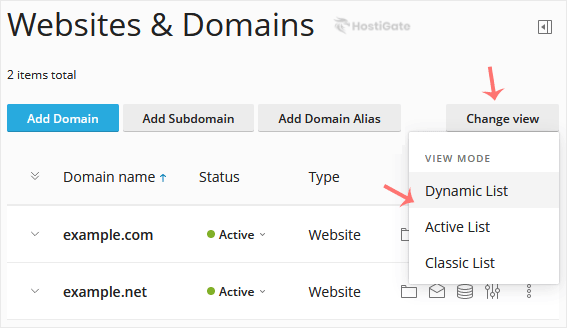 Websites & Domains HostiGate
2 items total
Add Domain Add Subdomain Add Domain Alias Change view
VIEW MODE
Domain name ↑ Status Type Dynamic List
Active List
example.com Active Website
Classic List
example.net Active Website